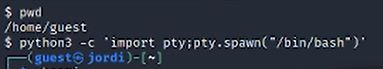 $ pwd
/home/guest
$ python3 -c 'import pty;pty.spawn("/bin/bash")'
┌──(guest㉿jordi)-[~]